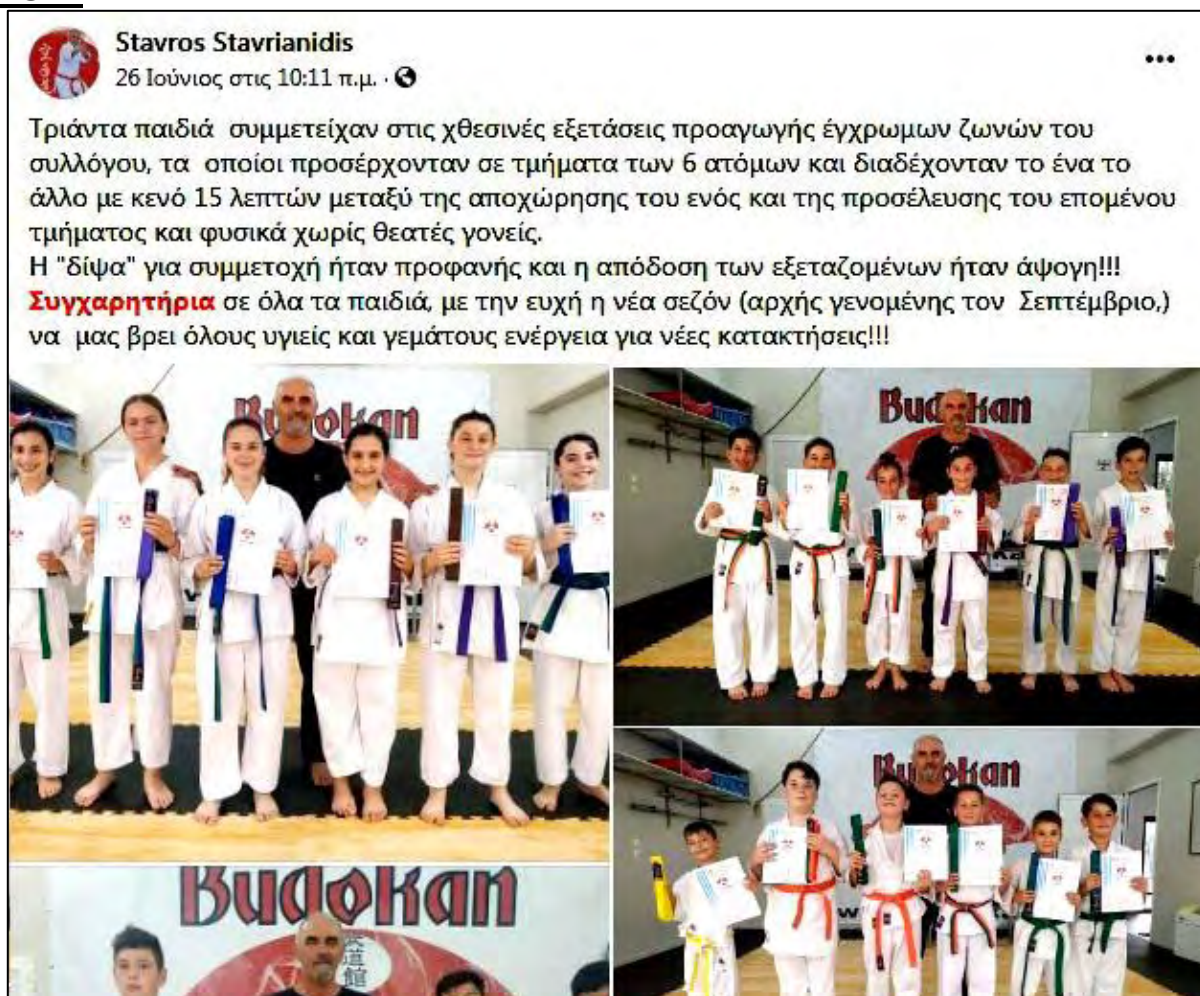 Stavros Stavrianidis
26 Ιούνιος στις 10:11 π.μ. ·
Τριάντα παιδιά συμμετείχαν στις χθεσινές εξετάσεις προαγωγής έγχρωμων ζωνών του
συλλόγου, τα οποίοι προσέρχονταν σε τμήματα των 6 ατόμων και διαδέχονταν το ένα το
άλλο με κενό 15 λεπτών μεταξύ της αποχώρησης του ενός και της προσέλευσης του επομένου
τμήματος και φυσικά χωρίς θεατές γονείς.
Η "δίψα" για συμμετοχή ήταν προφανής και η απόδοση των εξεταζομένων ήταν άψογη!!!
Συγχαρητήρια σε όλα τα παιδιά, με την ευχή η νέα σεζόν (αρχής γενομένης τον Σεπτέμβριο,)
να μας βρει όλους υγιείς και γεμάτους ενέργεια για νέες κατακτήσεις!!!
Budokan
Budokan
Budokan
Budokan
道
館